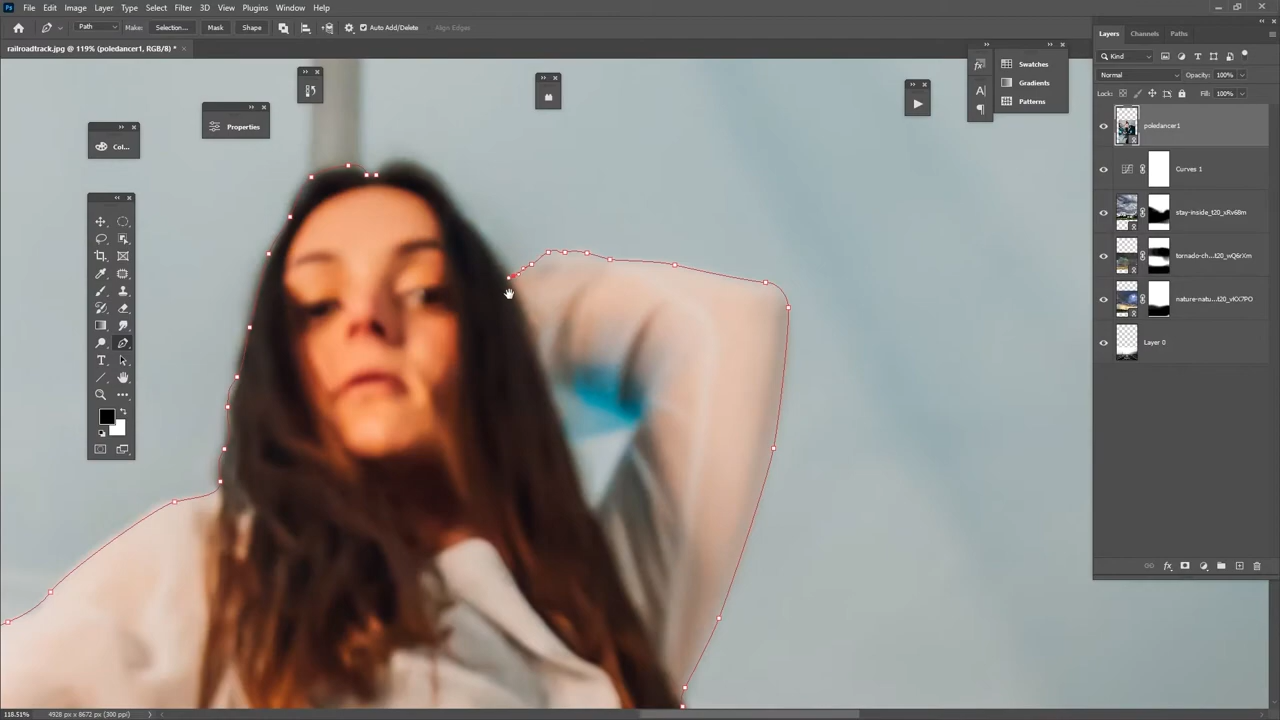 Ps File Edit Image Layer Type Select Filter 3D View Plugins Window Help
Path Make: Selection... Mask Shape Auto Add/Delete Align Edges
railroadtrack.jpg @ 119% (poledancer1, RGB/8) * ×
Layers Channels Paths
Kind
Normal Opacity: 100%
Lock: Fill: 100%
Swatches
Gradients
Patterns
Properties
Col...
poledancer1
Curves 1
stay-inside_t20_xRv68m
tornado-ch...t20_wQ6rXm
nature-natu...t20_vKX7PO
Layer 0
118.51% 4928 px x 8672 px (300 ppi)